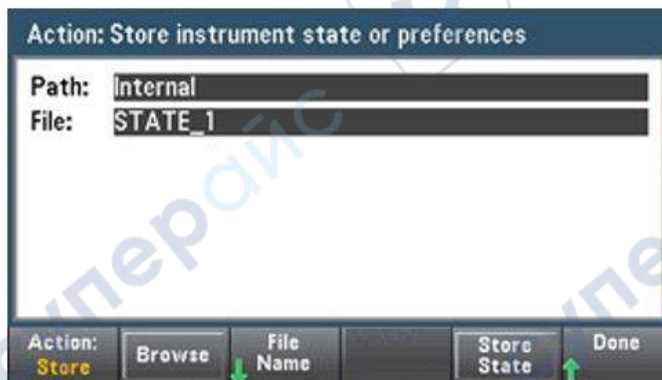 Action: Store instrument state or preferences
Path: Internal
File: STATE_1
Action:
Store
Browse
File
Name
Store
State
Done